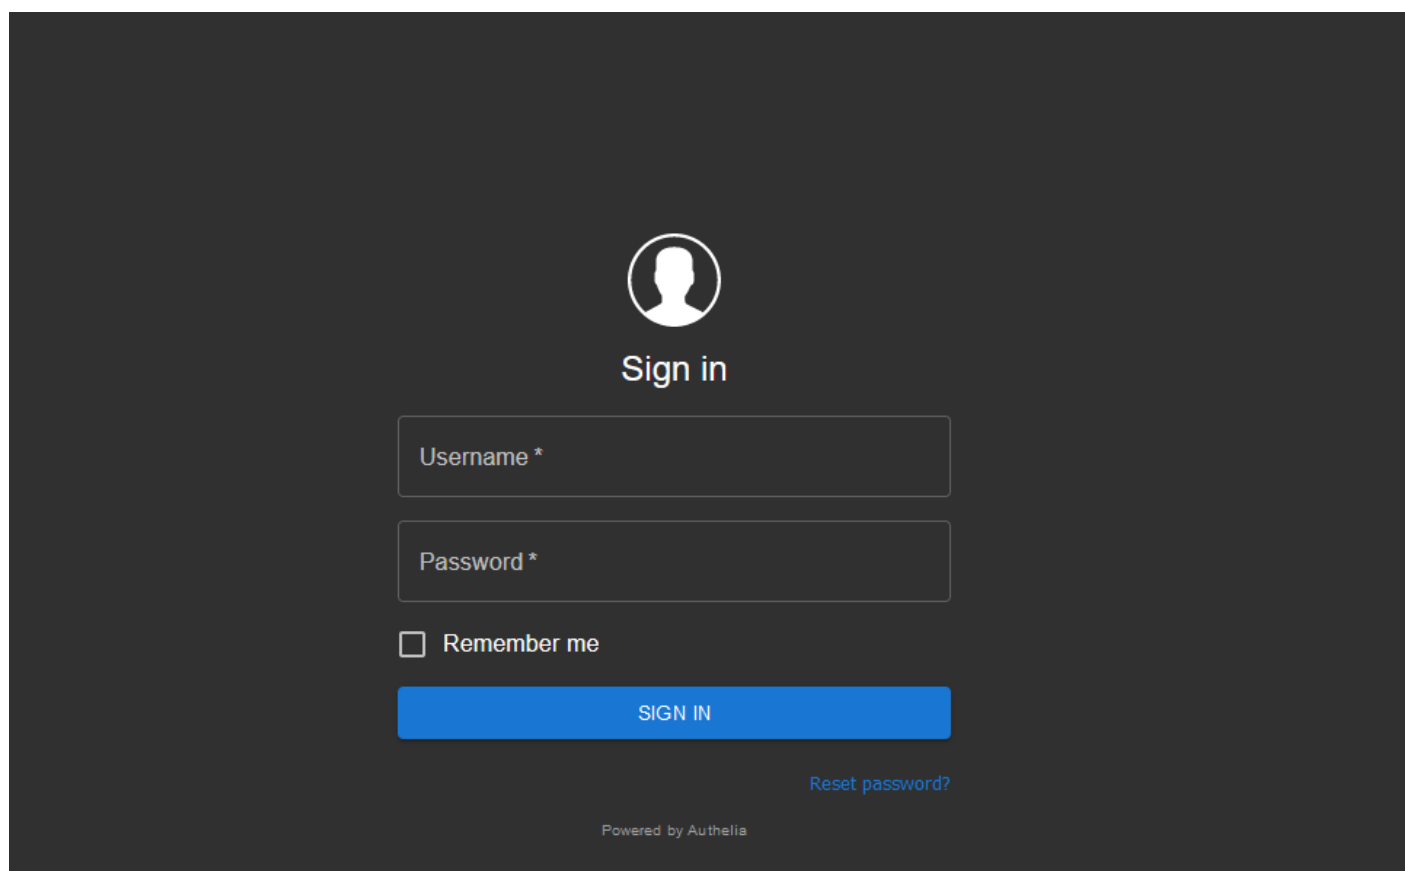 Sign in
Username *
Password *
Remember me
SIGN IN
Reset password?
Powered by Authelia